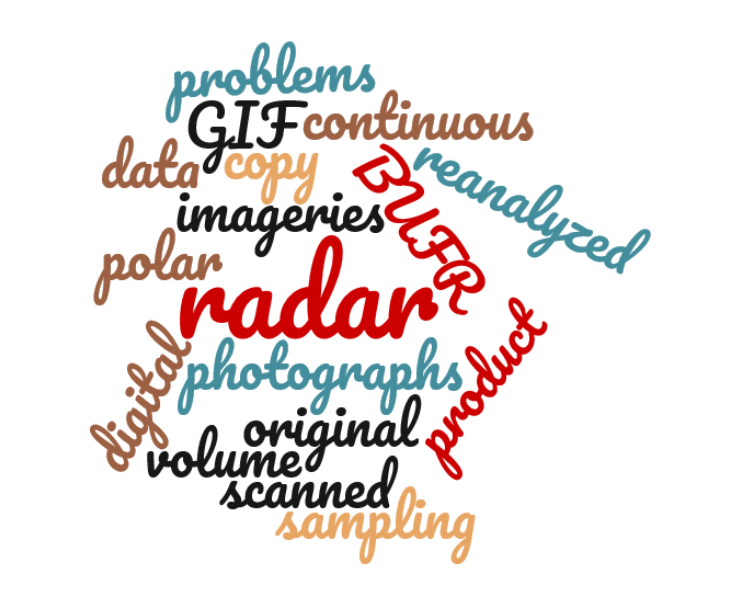 problems
GIF
continuous
data
copy
BUFR
reanalyzed
imageries
polar
radar
product
digital
photographs
original
volume
scanned
sampling